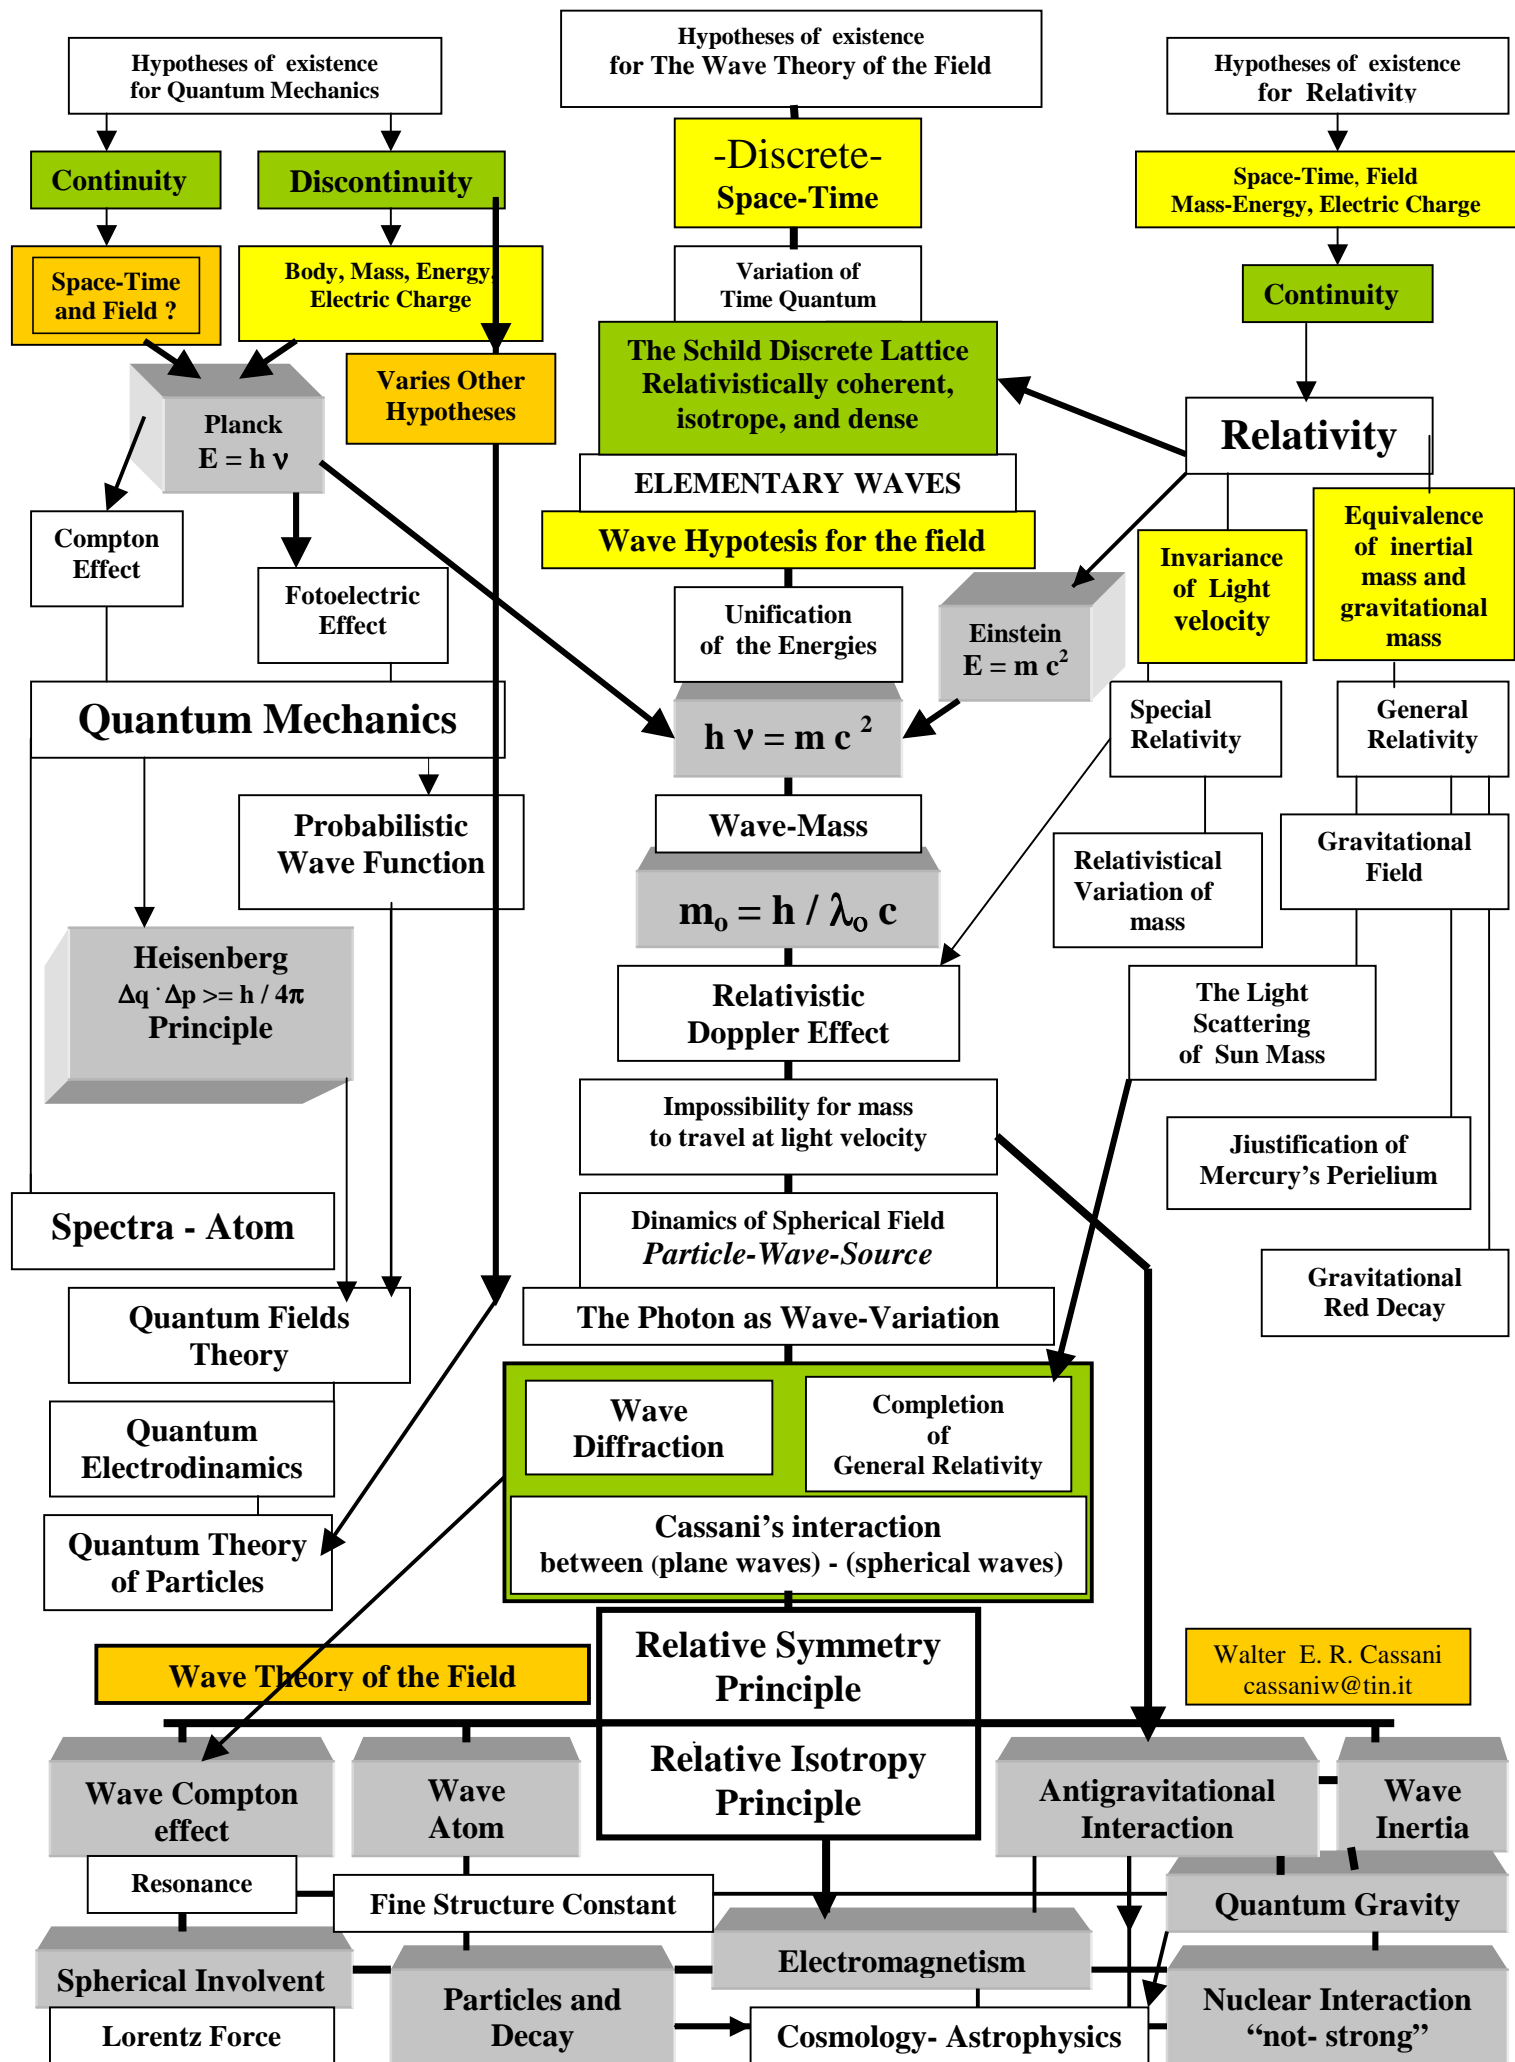 Hypotheses of existence
for Quantum Mechanics
Hypotheses of existence
for The Wave Theory of the Field
Hypotheses of existence
for Relativity
Continuity
Discontinuity
-Discrete-
Space-Time
Space-Time, Field
Mass-Energy, Electric Charge
Space-Time
and Field ?
Body, Mass, Energy,
Electric Charge
Variation of
Time Quantum
Continuity
The Schild Discrete Lattice
Relativistically coherent,
isotrope, and dense
Varies Other
Hypotheses
Planck
E = h ν
Relativity
ELEMENTARY WAVES
Wave Hypotesis for the field
Compton
Effect
Fotoelectric
Effect
Unification
of the Energies
Einstein
E = m c²
Invariance
of Light
velocity
Equivalence
of inertial
mass and
gravitational
mass
Quantum Mechanics
h ν = m c ²
Special
Relativity
General
Relativity
Probabilistic
Wave Function
Wave-Mass
Relativistical
Variation of
mass
Gravitational
Field
mₒ = h / λₒ c
Heisenberg
Δq · Δp >= h / 4π
Principle
Relativistic
Doppler Effect
The Light
Scattering
of Sun Mass
Impossibility for mass
to travel at light velocity
Jiustification of
Mercury's Perielium
Spectra - Atom
Dinamics of Spherical Field
Particle-Wave-Source
Gravitational
Red Decay
Quantum Fields
Theory
The Photon as Wave-Variation
Quantum
Electrodinamics
Wave
Diffraction
Completion
of
General Relativity
Quantum Theory
of Particles
Cassani's interaction
between (plane waves) - (spherical waves)
Wave Theory of the Field
Relative Symmetry
Principle
Walter E. R. Cassani
cassaniw@tin.it
Relative Isotropy
Principle
Wave Compton
effect
Wave
Atom
Antigravitational
Interaction
Wave
Inertia
Resonance
Fine Structure Constant
Quantum Gravity
Spherical Involvent
Lorentz Force
Particles and
Decay
Electromagnetism
Cosmology- Astrophysics
Nuclear Interaction
"not- strong"